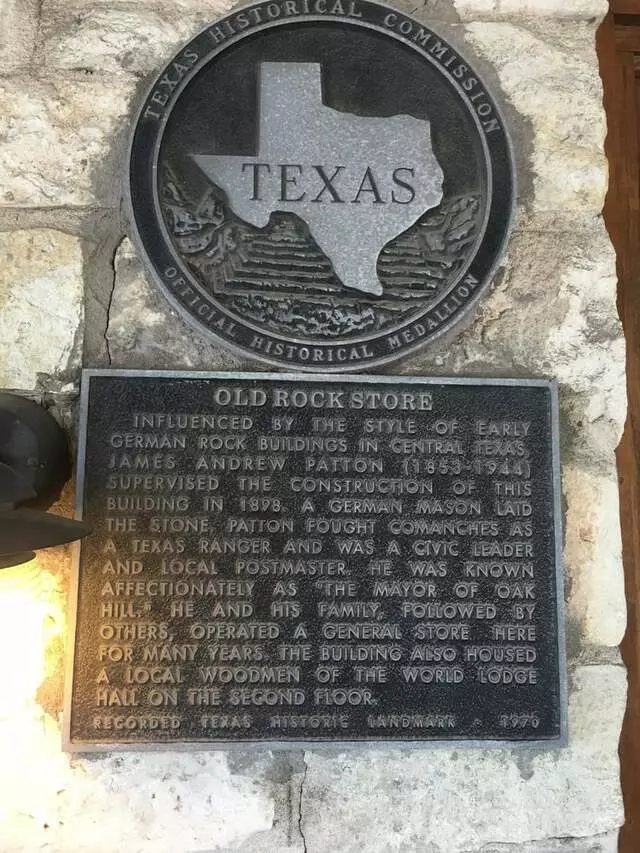 TEXAS HISTORICAL COMMISSION
TEXAS
OFFICIAL HISTORICAL MEDALLION
OLD ROCK STORE
INFLUENCED BY THE STYLE OF EARLY
GERMAN ROCK BUILDINGS IN CENTRAL TEXAS,
JAMES ANDREW PATTON (1853-1944)
SUPERVISED THE CONSTRUCTION OF THIS
BUILDING IN 1898. A GERMAN MASON LAID
THE STONE. PATTON FOUGHT COMANCHES AS
A TEXAS RANGER AND WAS A CIVIC LEADER
AND LOCAL POSTMASTER. HE WAS KNOWN
AFFECTIONATELY AS "THE MAYOR OF OAK
HILL." HE AND HIS FAMILY, FOLLOWED BY
OTHERS, OPERATED A GENERAL STORE HERE
FOR MANY YEARS. THE BUILDING ALSO HOUSED
A LOCAL WOODMEN OF THE WORLD LODGE
HALL ON THE SECOND FLOOR.
RECORDED TEXAS HISTORIC LANDMARK - 1970